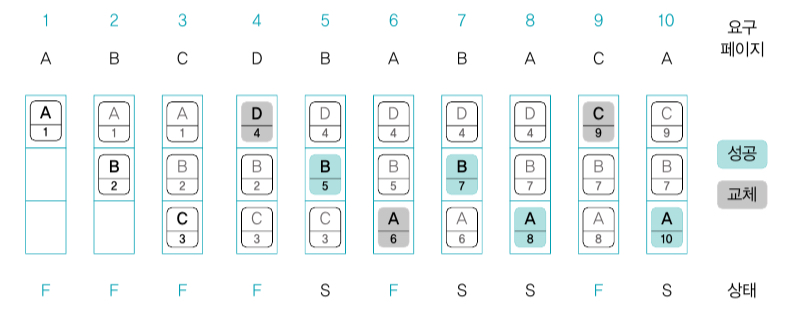 1 2 3 4 5 6 7 8 9 10 요구
페이지
A B C D B A B A C A
A A A D D D D D C C
1 1 1 4 4 4 4 4 9 9
B B B B B B B B B
2 2 2 5 5 7 7 7 7
C C C A A A A A
3 3 3 6 6 8 8 10
성공
교체
F F F F S F S S F S 상태